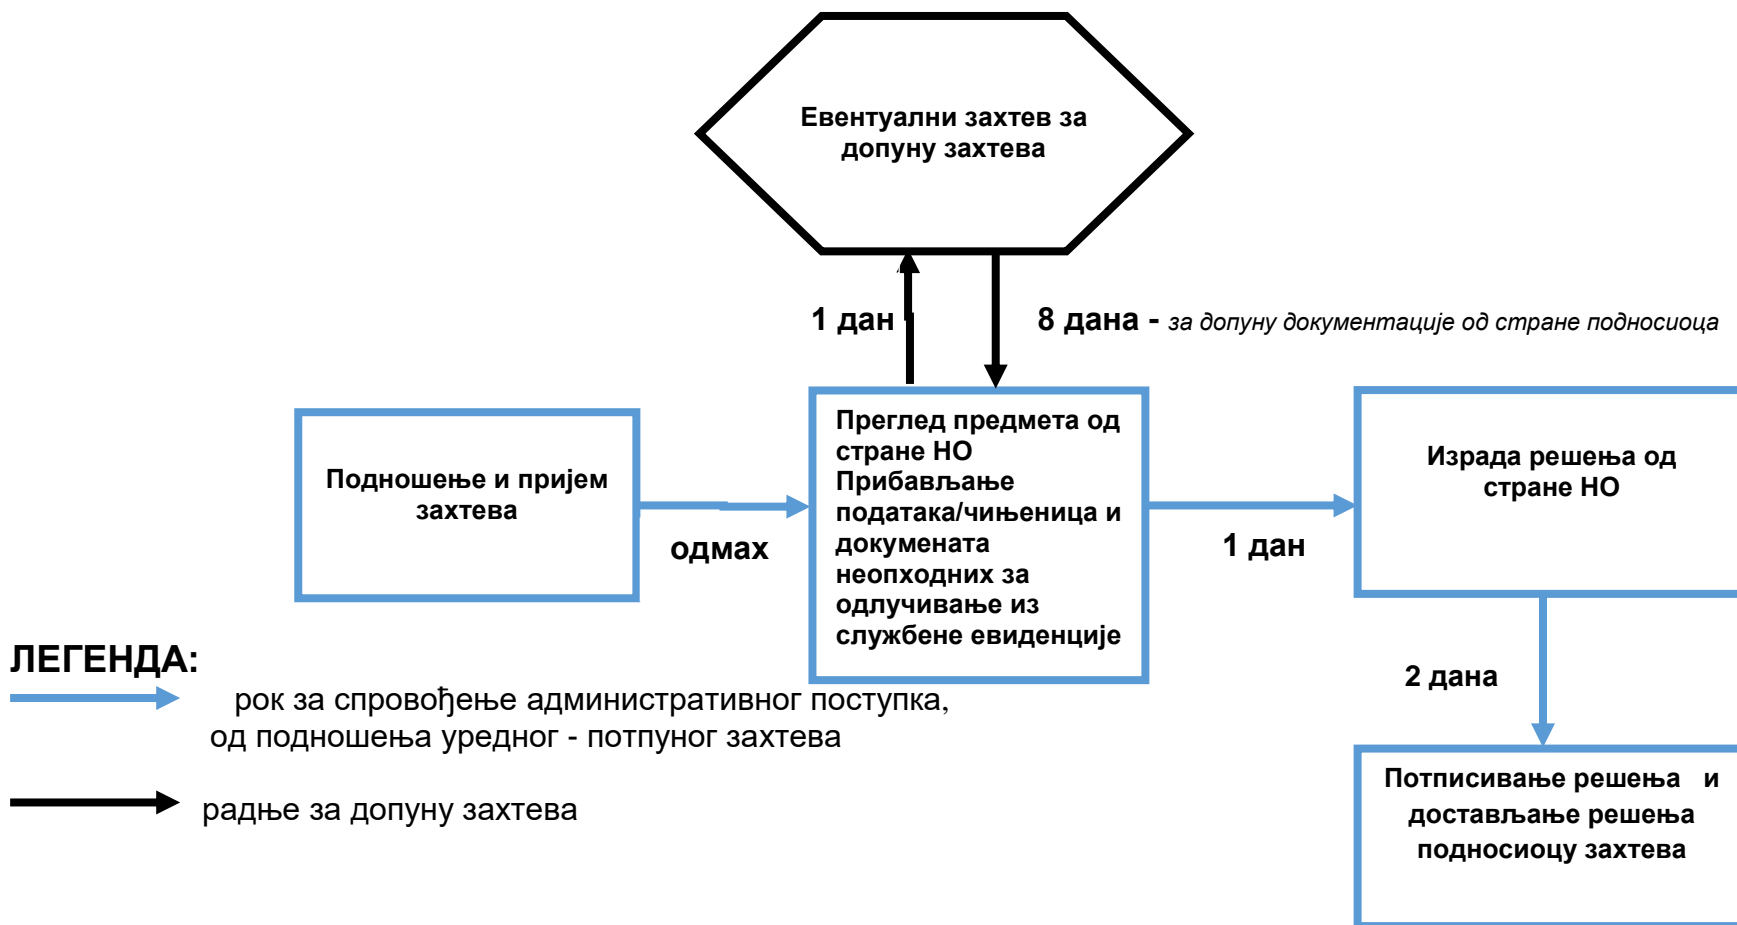 Евентуални захтев за
допуну захтева
1 дан
8 дана - за допуну документације од стране подносиоца
Подношење и пријем
захтева
одмах
Преглед предмета од
стране НО
Прибављање
података/чињеница и
докумената
неопходних за
одлучивање из
службене евиденције
1 дан
Израда решења од
стране НО
2 дана
Потписивање решења и
достављање решења
подносиоцу захтева
ЛЕГЕНДА:
рок за спровођење административног поступка,
од подношења уредног - потпуног захтева
радње за допуну захтева